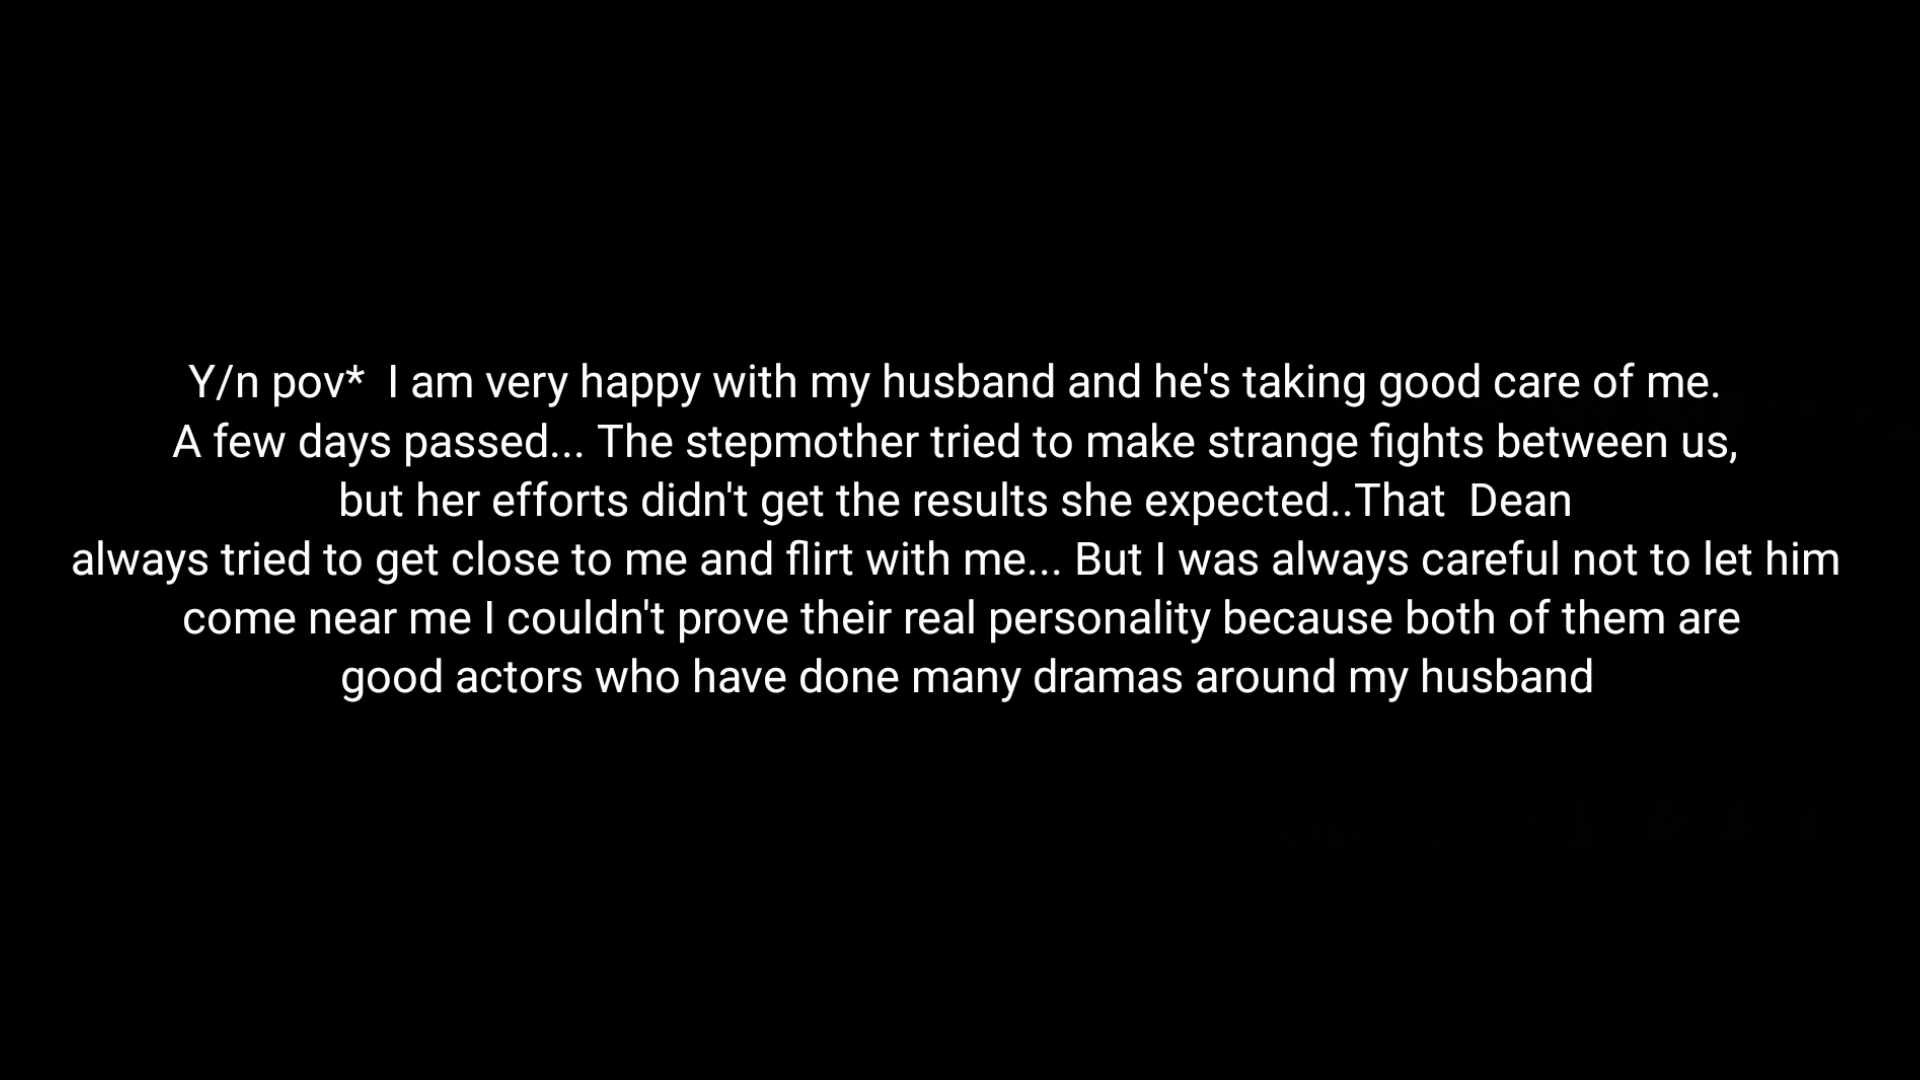 Y/n pov*  I am very happy with my husband and he's taking good care of me.
A few days passed... The stepmother tried to make strange fights between us,
but her efforts didn't get the results she expected..That  Dean
always tried to get close to me and flirt with me... But I was always careful not to let him
come near me I couldn't prove their real personality because both of them are
good actors who have done many dramas around my husband